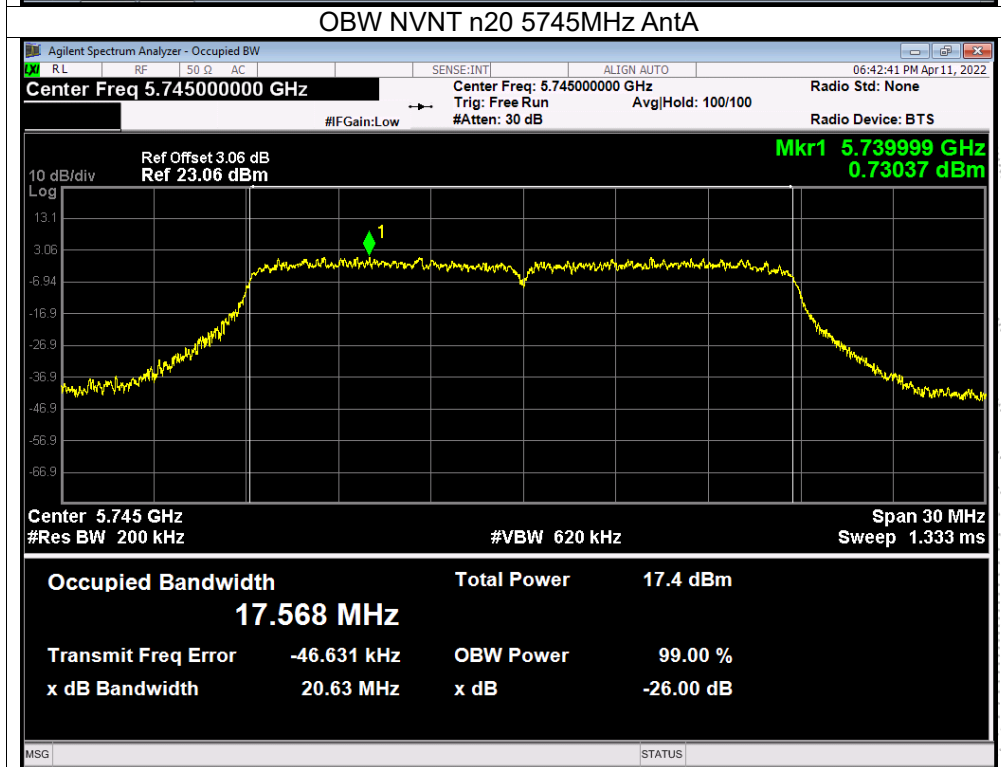 OBW NVNT n20 5745MHz AntA
Agilent Spectrum Analyzer - Occupied BW
LXI RL RF 50 Ω AC SENSE:INT ALIGN AUTO 06:42:41 PM Apr 11, 2022
Center Freq 5.745000000 GHz Center Freq: 5.745000000 GHz Radio Std: None
Trig: Free Run Avg|Hold: 100/100
#IFGain:Low #Atten: 30 dB Radio Device: BTS
Ref Offset 3.06 dB Mkr1 5.739999 GHz
10 dB/div Ref 23.06 dBm 0.73037 dBm
Log
13.1
1
3.06
-6.94
-16.9
-26.9
-36.9
-46.9
-56.9
-66.9
Center 5.745 GHz Span 30 MHz
#Res BW 200 kHz #VBW 620 kHz Sweep 1.333 ms
Occupied Bandwidth Total Power 17.4 dBm
17.568 MHz
Transmit Freq Error -46.631 kHz OBW Power 99.00 %
x dB Bandwidth 20.63 MHz x dB -26.00 dB
MSG STATUS